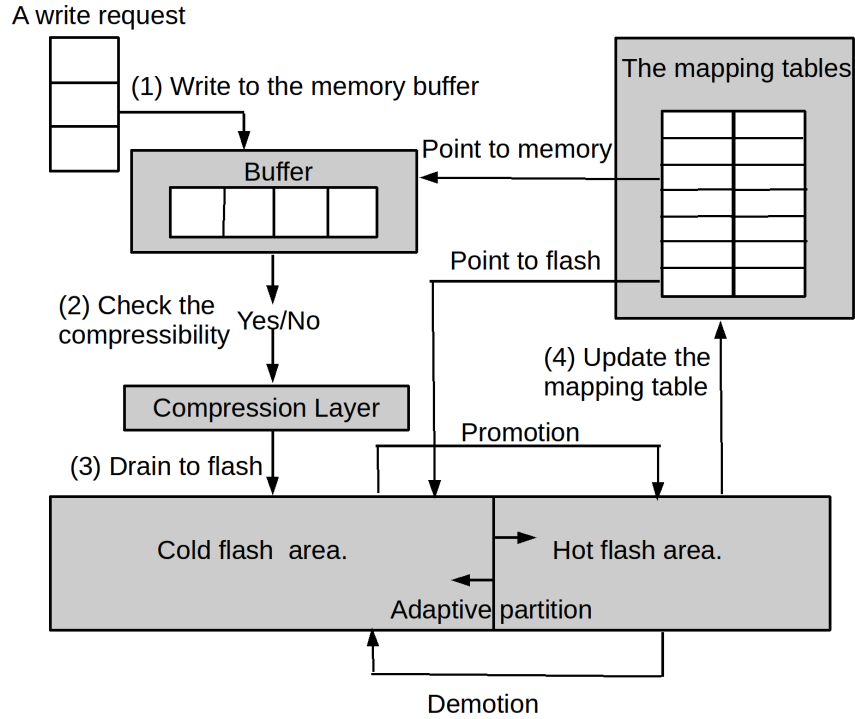 A write request
(1) Write to the memory buffer
The mapping tables
Point to memory
Buffer
Point to flash
(2) Check the
compressibility
Yes/No
(4) Update the
mapping table
Compression Layer
Promotion
(3) Drain to flash
Cold flash area.
Hot flash area.
Adaptive partition
Demotion